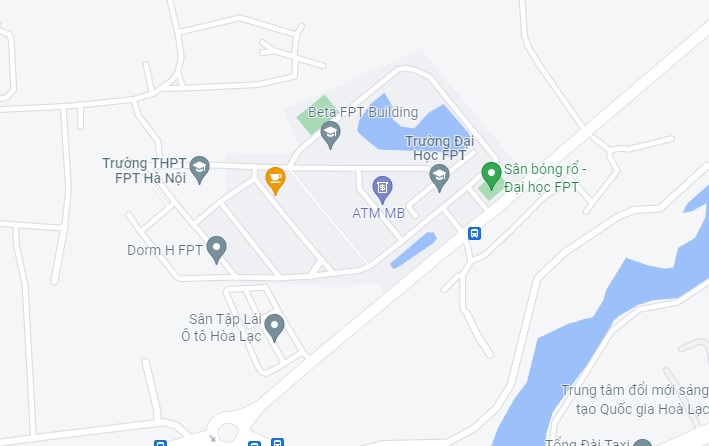 Beta FPT Building
Trường Đại
Học FPT
Trường THPT
FPT Hà Nội
Sân bóng rổ -
Đại học FPT
ATM MB
Dorm H FPT
Sân Tập Lái
Ô tô Hòa Lạc
Trung tâm đổi mới sáng
tạo Quốc gia Hoà Lạc
Tổng Đài Taxi